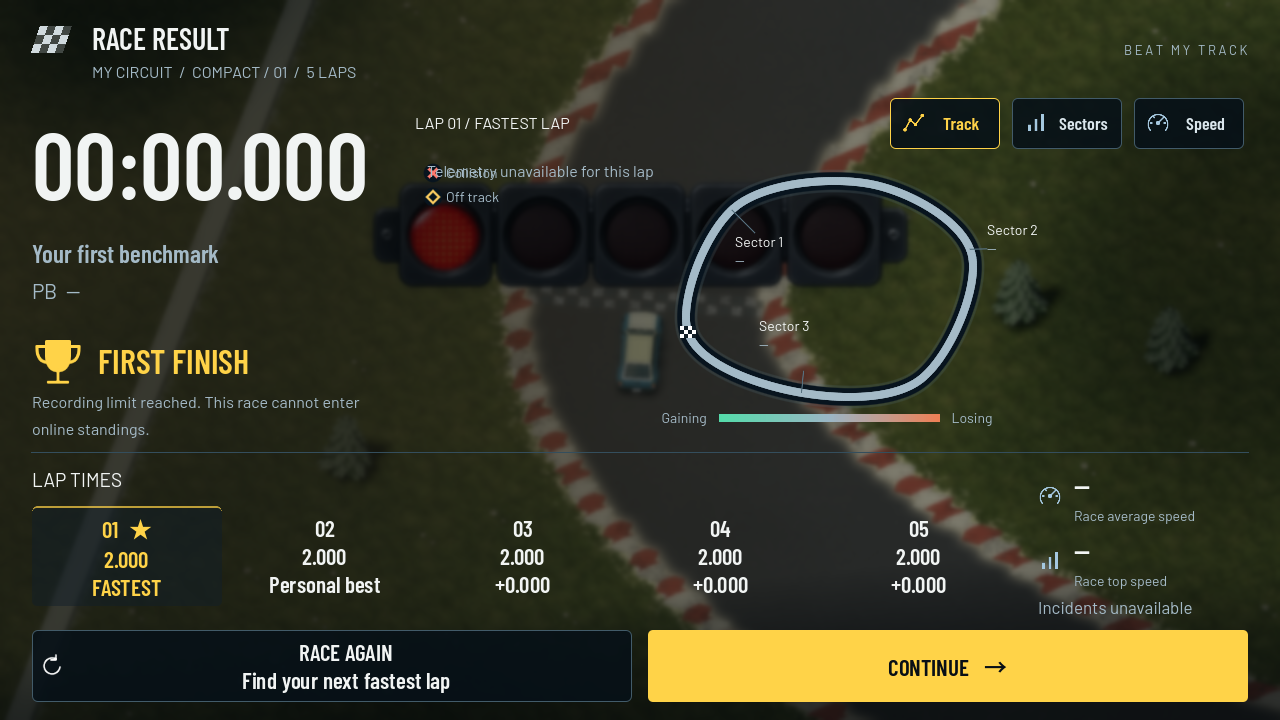 RACE RESULT
MY CIRCUIT / COMPACT / 01 / 5 LAPS
BEAT MY TRACK
00:00.000
Your first benchmark
PB —
FIRST FINISH
Recording limit reached. This race cannot enter
online standings.
LAP 01 / FASTEST LAP
Track
Sectors
Speed
Telemetry unavailable for this lap
Collision
Off track
Sector 1
—
Sector 2
—
Sector 3
—
Gaining
Losing
LAP TIMES
01 ★
2.000
FASTEST
02
2.000
Personal best
03
2.000
+0.000
04
2.000
+0.000
05
2.000
+0.000
—
Race average speed
—
Race top speed
Incidents unavailable
RACE AGAIN
Find your next fastest lap
CONTINUE →